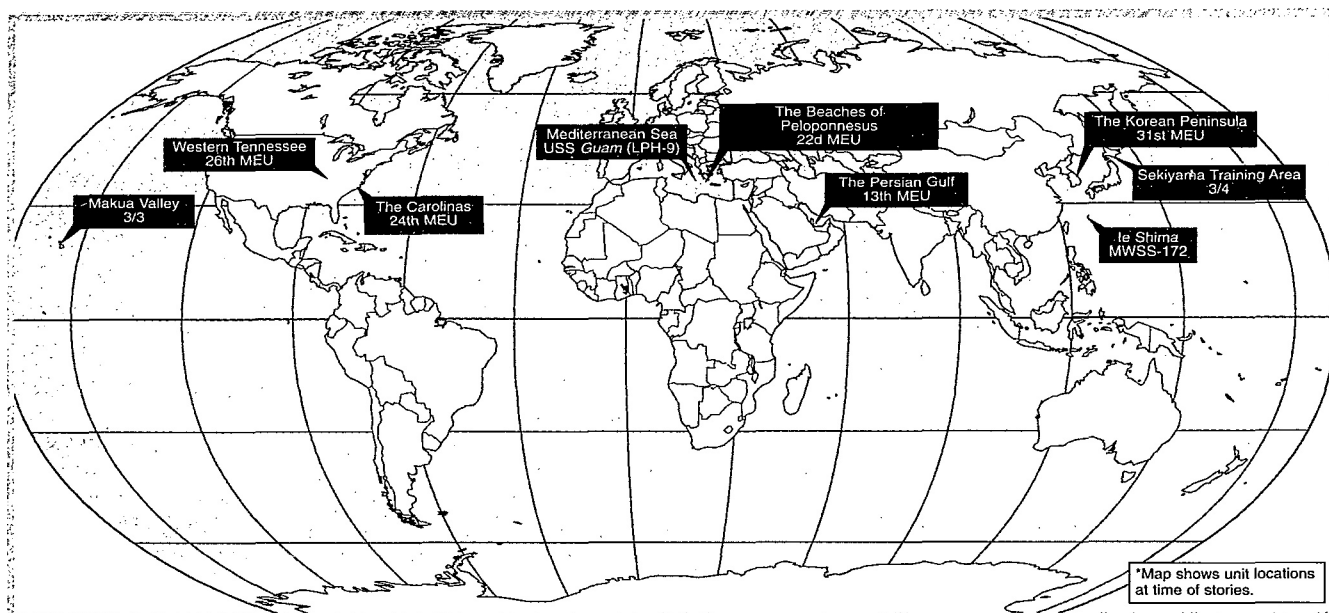 Western Tennessee
26th MEU
Makua Valley
3/3
The Carolinas
24th MEU
Mediterranean Sea
USS Guam (LPH-9)
The Beaches of
Peloponnesus
22d MEU
The Persian Gulf
13th MEU
The Korean Peninsula
31st MEU
Sekiyama Training Area
3/4
Ie Shima
MWSS-172
*Map shows unit locations
at time of stories.